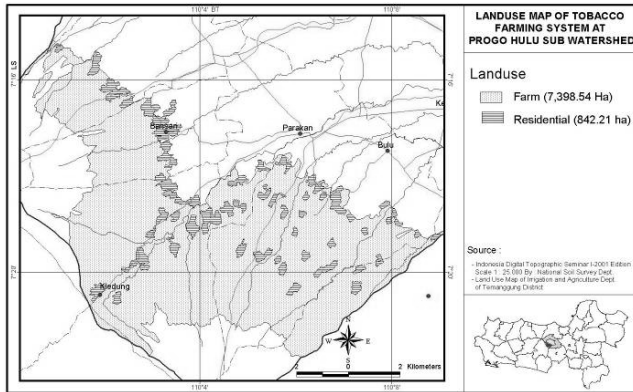 110°4' BT
110°8'
7°16' LS
7°16'
Bansari
Parakan
Bulu
Kledung
N
W
E
S
2 0 2 Kilometers
110°4'
110°8'
LANDUSE MAP OF TOBACCO
FARMING SYSTEM AT
PROGO HULU SUB WATERSHED
Landuse
Farm (7,398.54 Ha)
Residential (842.21 ha)
Source :
- Indonesia Digital Topographic Seminar I-2001 Edition
Scale 1 : 25.000 By : National Soil Survey Dept.
- Land Use Map of Irrigation and Agriculture Dept.
of Temanggung District